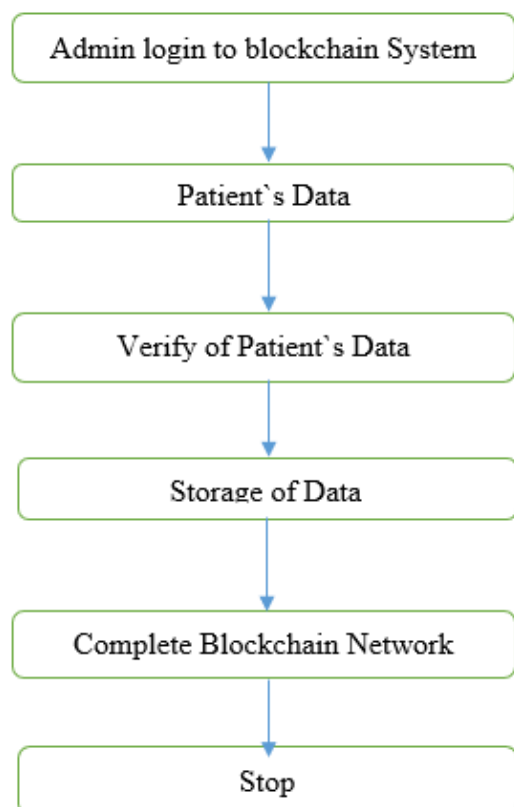 Admin login to blockchain System
Patient`s Data
Verify of Patient`s Data
Storage of Data
Complete Blockchain Network
Stop